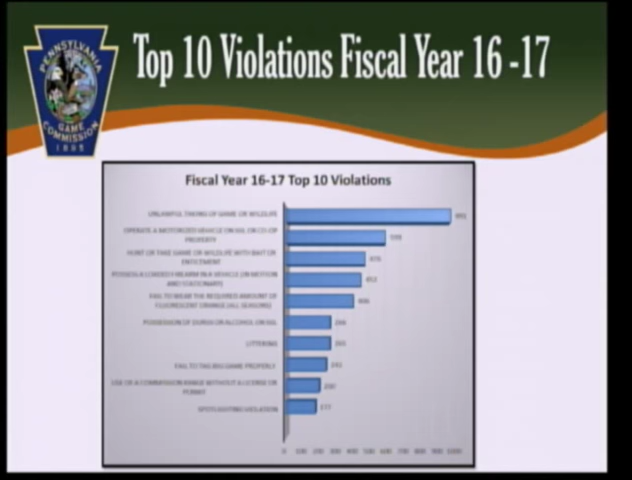 Top 10 Violations Fiscal Year 16 -17
PENNSYLVANIA
GAME
COMMISSION
1895
Fiscal Year 16-17 Top 10 Violations
UNLAWFUL TAKING OF GAME OR WILDLIFE
OPERATE A MOTORIZED VEHICLE ON SGL OR CO-OP
PROPERTY
HUNT OR TAKE GAME OR WILDLIFE WITH BAIT OR
ENTICEMENT
POSSESS A LOADED FIREARM IN A VEHICLE (IN MOTION
AND STATIONARY)
FAIL TO WEAR THE REQUIRED AMOUNT OF
FLUORESCENT ORANGE (ALL SEASONS)
POSSESSION OF OR ALCOHOL ON SGL
LITTERING
FAIL TO TAG BIG GAME PROPERLY
USE OF A COMMISSION RANGE WITHOUT A LICENSE OR
PERMIT
SPOTLIGHTING VIOLATION
177
0 100 200 300 400 500 600 700 800 900 1000